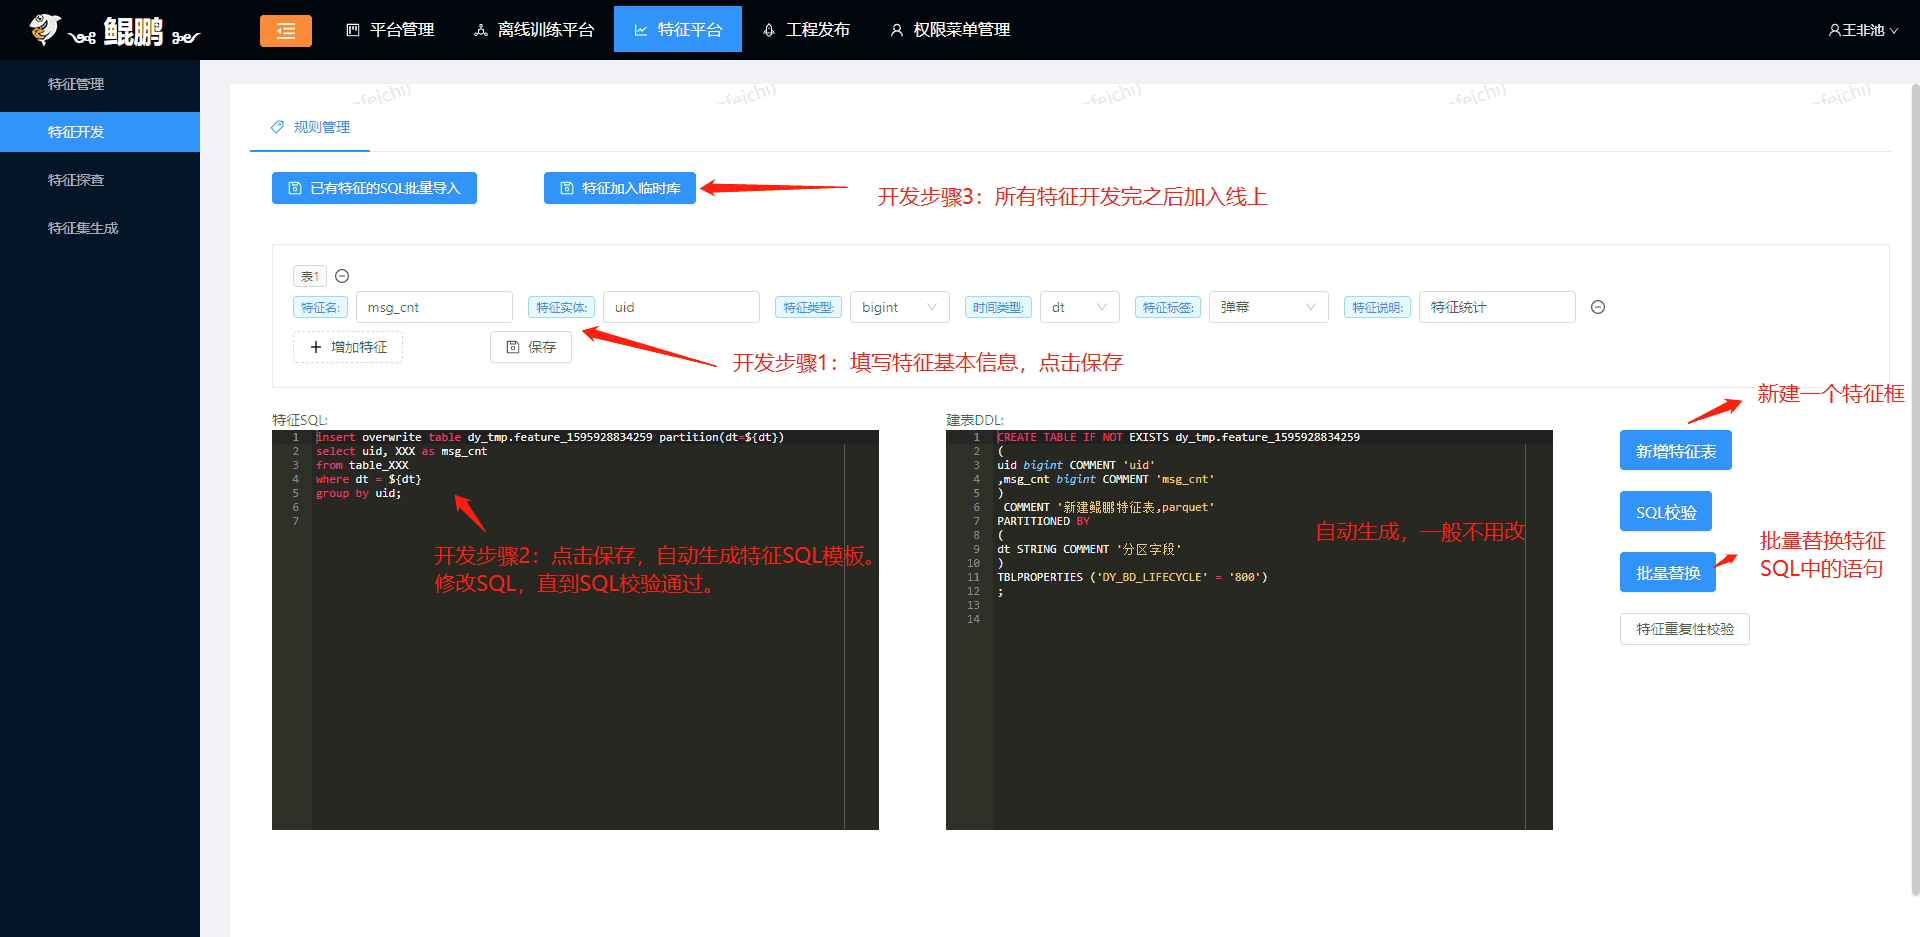 鲲鹏
平台管理
离线训练平台
特征平台
工程发布
权限菜单管理
王非池
特征管理
特征开发
特征探查
特征集生成
feichi)
feichi)
feichi)
feichi)
feichi)
规则管理
已有特征的SQL批量导入
特征加入临时库
开发步骤3：所有特征开发完之后加入线上
表1
特征名: msg_cnt 特征实体: uid 特征类型: bigint 时间类型: dt 特征标签: 弹幕 特征说明: 特征统计
增加特征
保存
开发步骤1：填写特征基本信息，点击保存
特征SQL:
1 insert overwrite table dy_tmp.feature_1595928834259 partition(dt=${dt})
2 select uid, XXX as msg_cnt
3 from table_XXX
4 where dt = ${dt}
5 group by uid;
6
7
开发步骤2：点击保存，自动生成特征SQL模板。
修改SQL，直到SQL校验通过。
建表DDL:
1 CREATE TABLE IF NOT EXISTS dy_tmp.feature_1595928834259
2 (
3 uid bigint COMMENT 'uid'
4 ,msg_cnt bigint COMMENT 'msg_cnt'
5 )
6 COMMENT '新建鲲鹏特征表,parquet'
7 PARTITIONED BY
8 (
9 dt STRING COMMENT '分区字段'
10 )
11 TBLPROPERTIES ('DY_BD_LIFECYCLE' = '800')
12 ;
13
14
自动生成，一般不用改
新建一个特征框
新增特征表
SQL校验
批量替换
批量替换特征
SQL中的语句
特征重复性校验